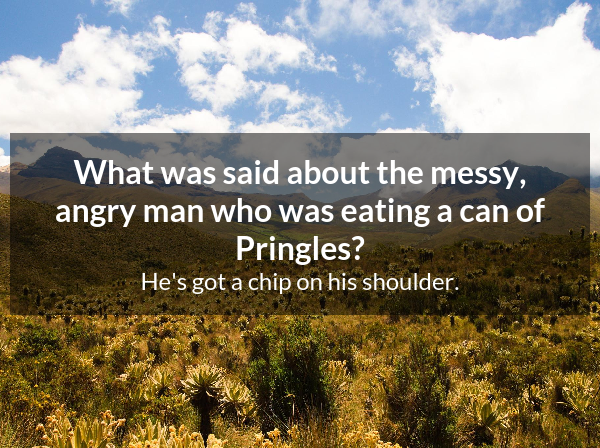 What was said about the messy,
angry man who was eating a can of
Pringles?
He's got a chip on his shoulder.